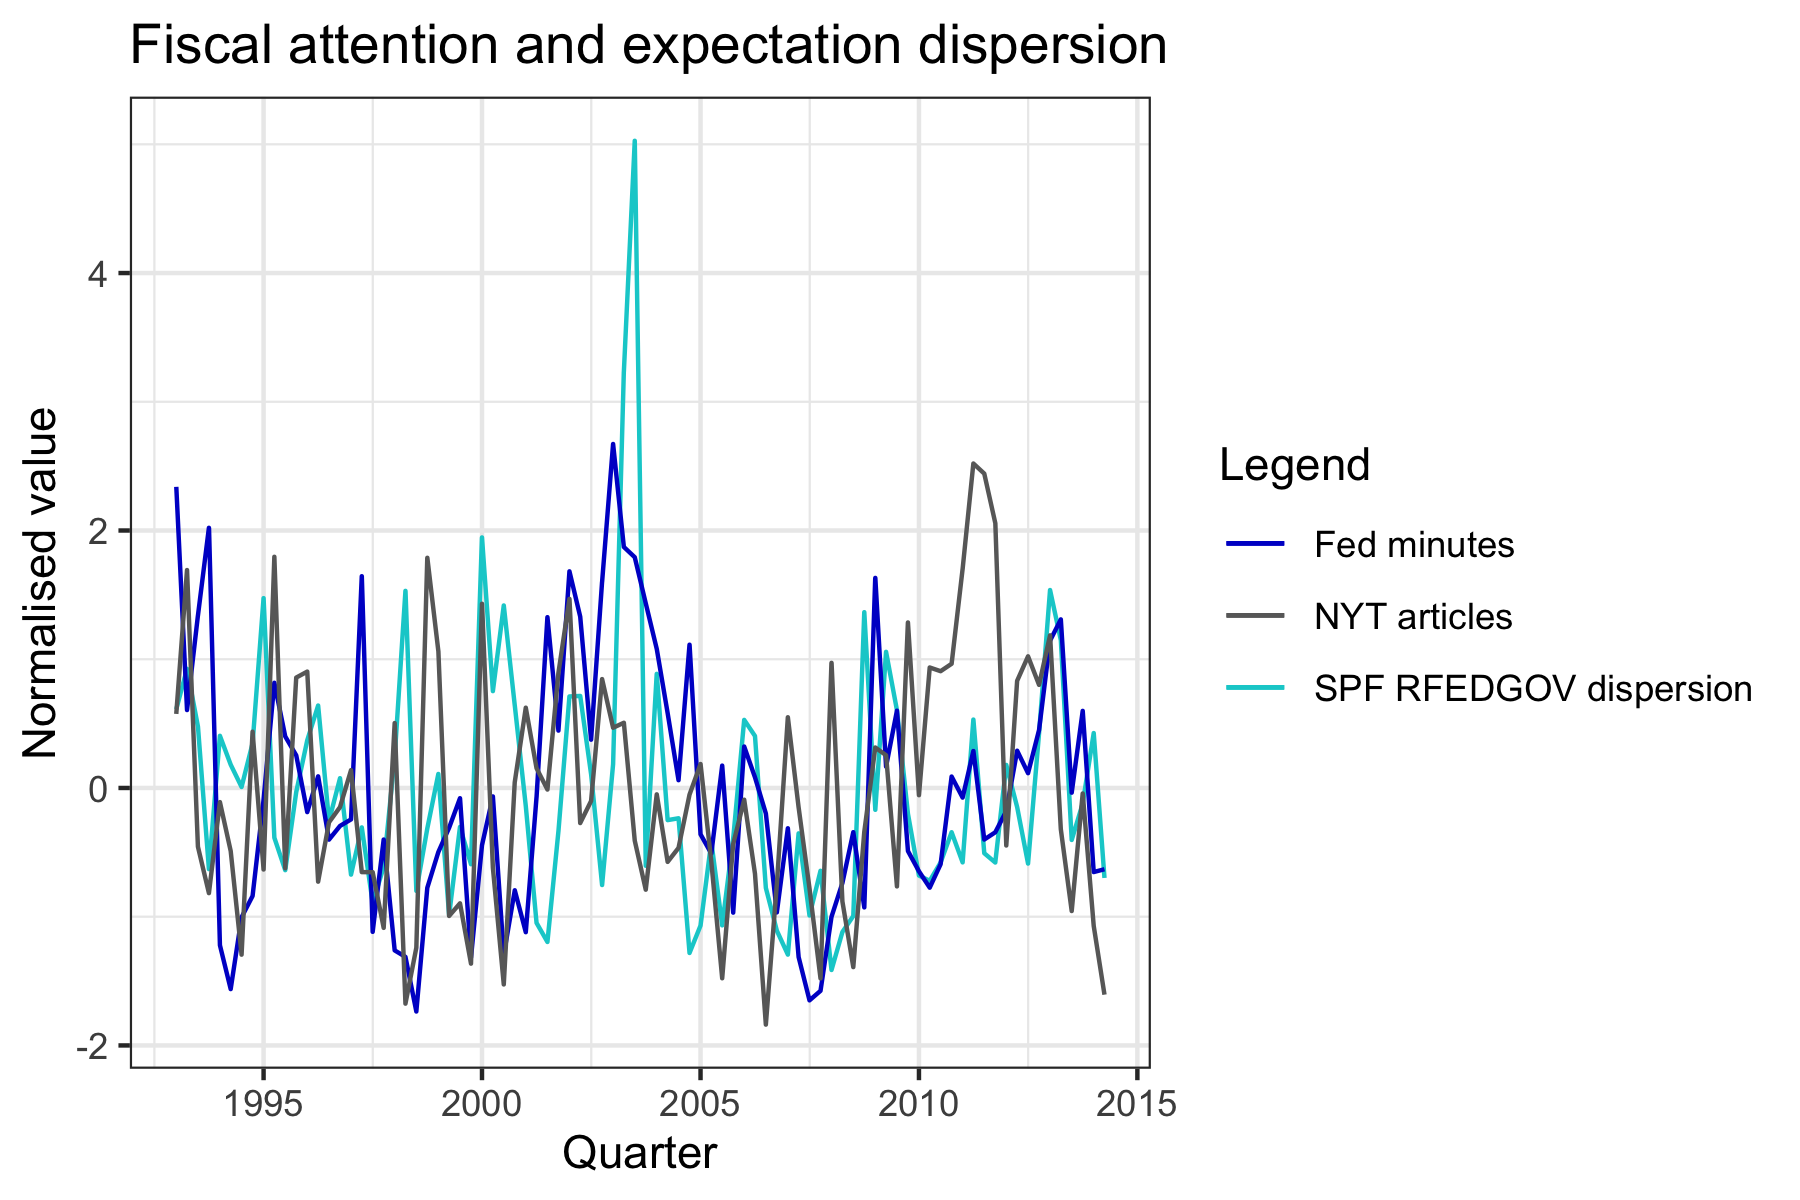 Fiscal attention and expectation dispersion
Normalised value
4
2
0
-2
1995 2000 2005 2010 2015
Quarter
Legend
Fed minutes
NYT articles
SPF RFEDGOV dispersion